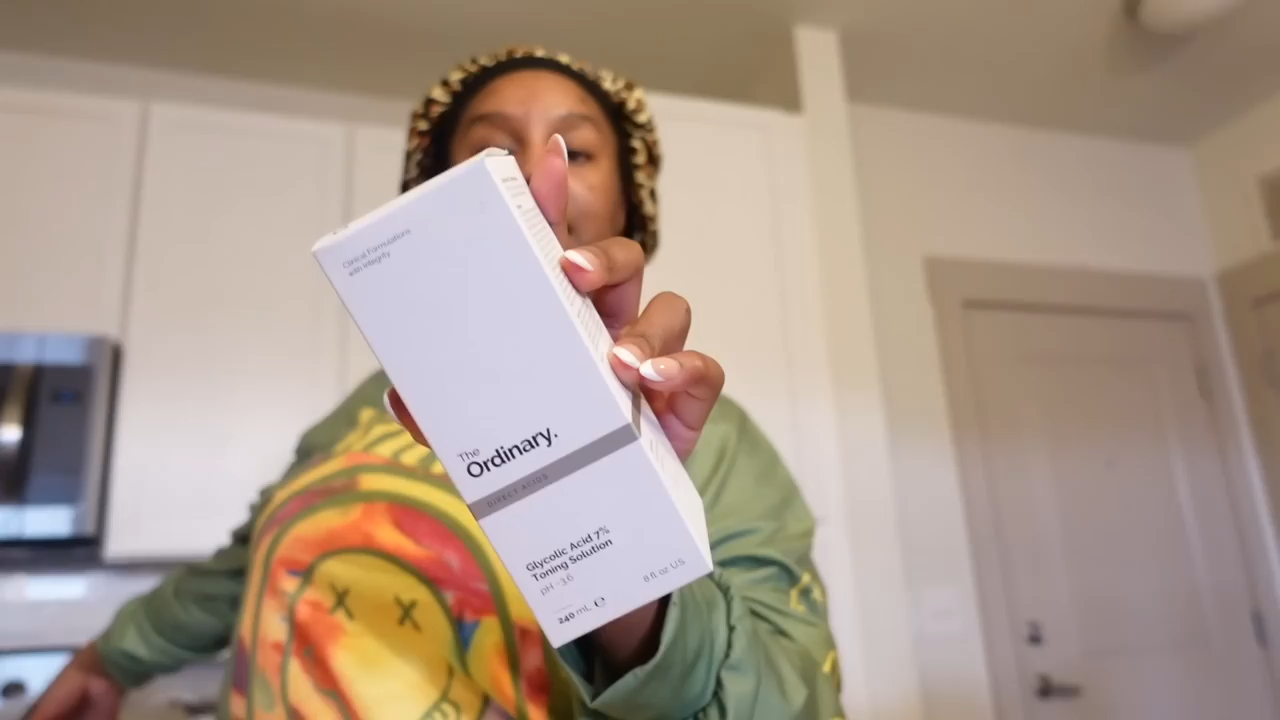 Clinical Formulations
with Integrity
The
Ordinary.
DIRECT ACIDS
Glycolic Acid 7%
Toning Solution
pH ~3.6
240 mL ℮ 8 fl oz U.S.